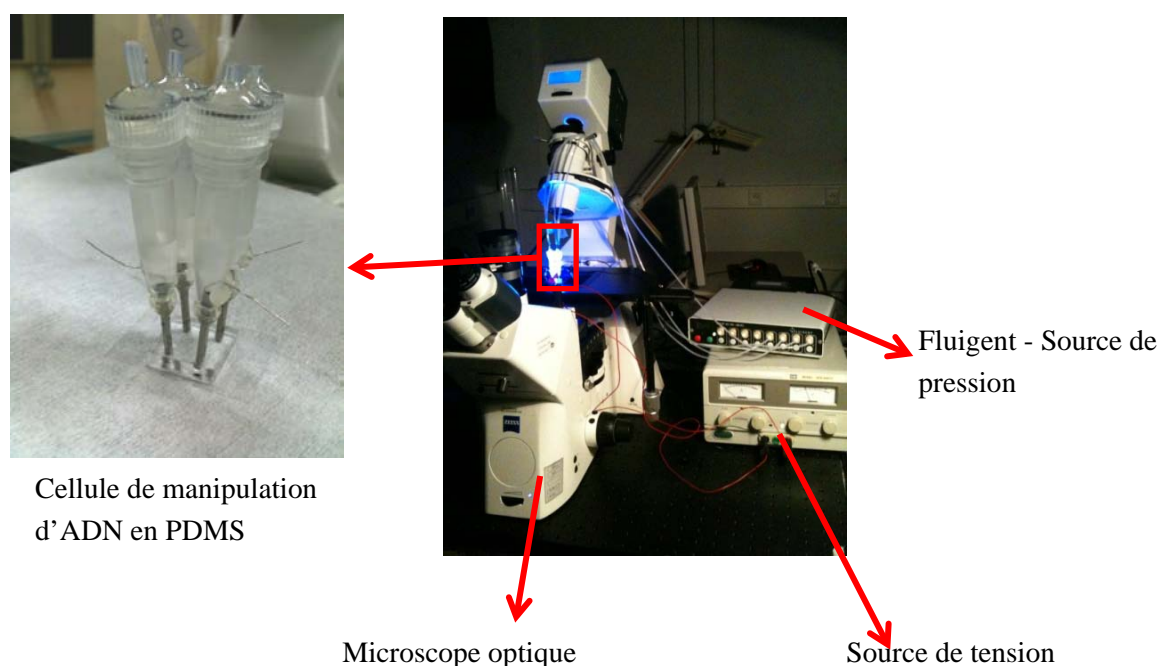 Fluigent - Source de
pression
Cellule de manipulation
d’ADN en PDMS
Microscope optique
Source de tension